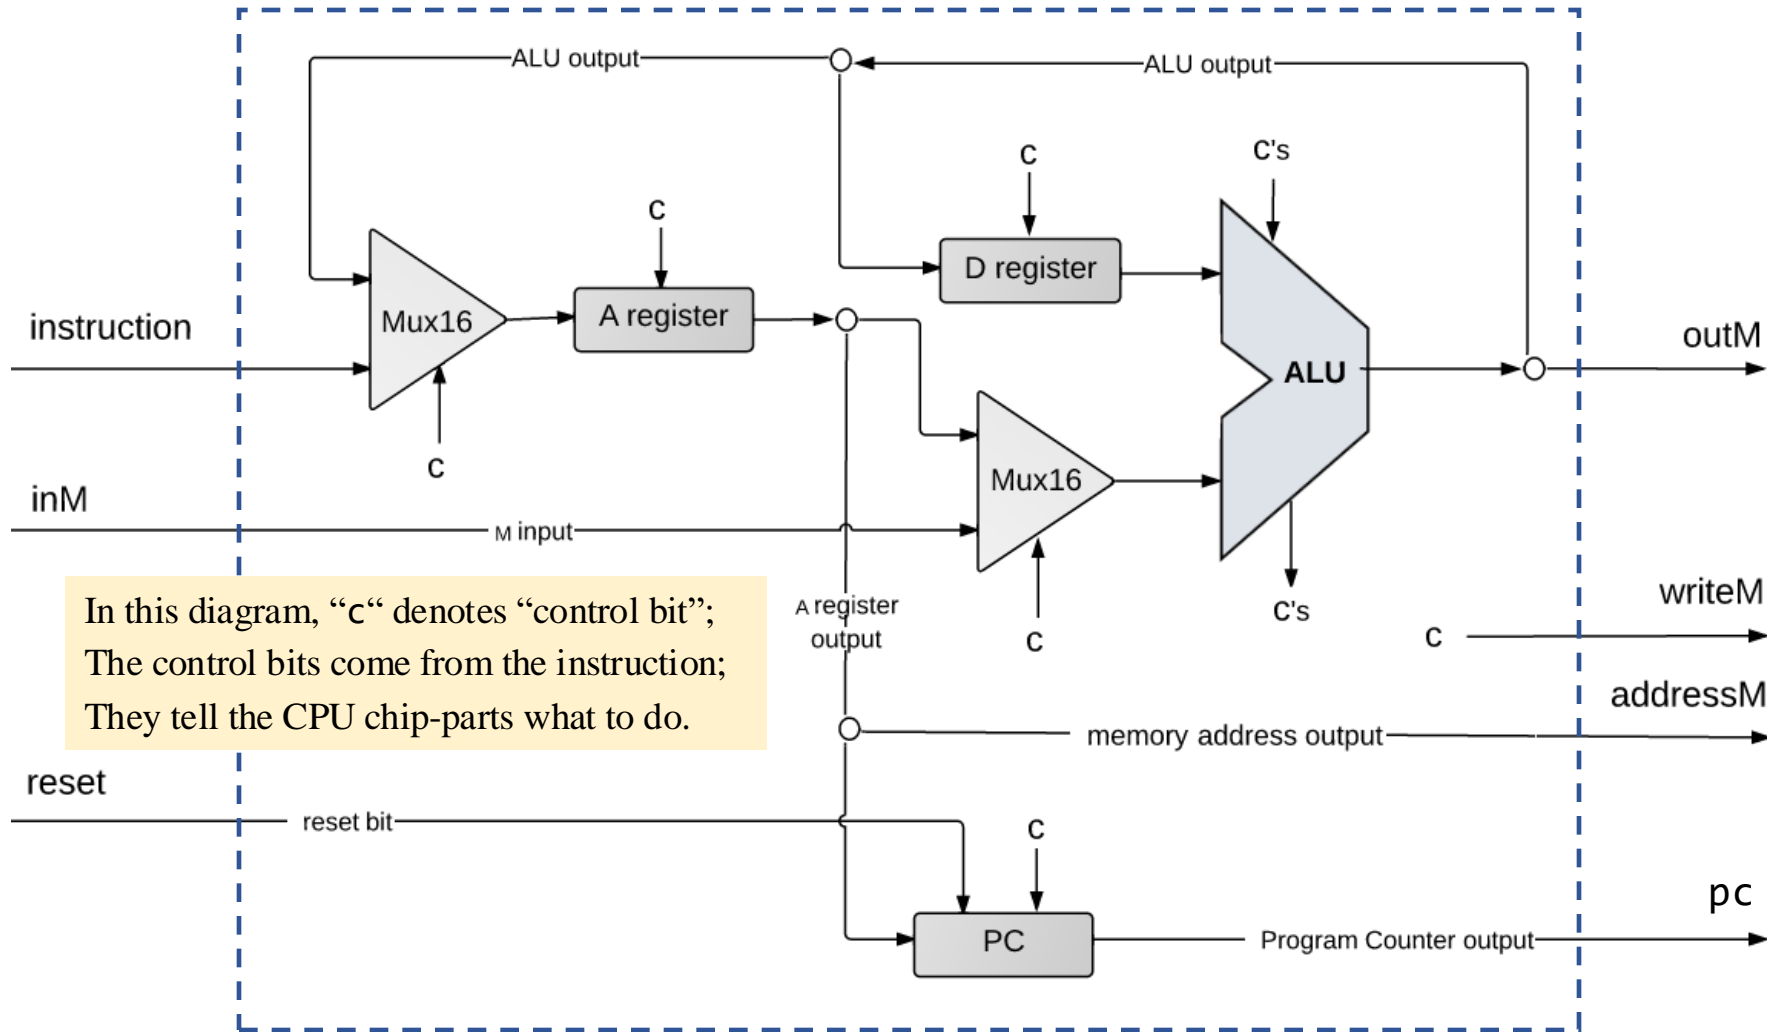 ALU output
ALU output
c
c's
c
D register
Mux16
A register
instruction
outM
ALU
c
inM
Mux16
M input
In this diagram, “c“ denotes “control bit”;
The control bits come from the instruction;
They tell the CPU chip-parts what to do.
A register
output
c's
writeM
c
c
addressM
memory address output
reset
reset bit
c
pc
PC
Program Counter output